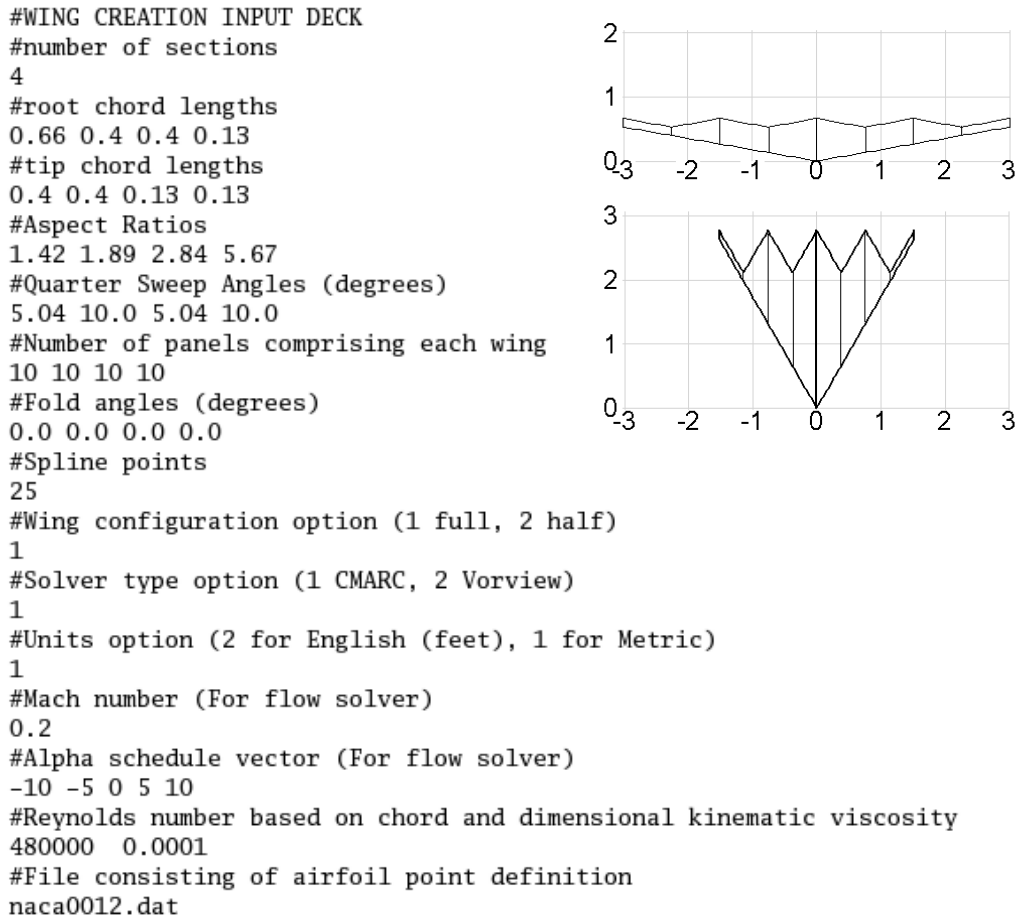 #WING CREATION INPUT DECK
#number of sections
4
#root chord lengths
0.66 0.4 0.4 0.13
#tip chord lengths
0.4 0.4 0.13 0.13
#Aspect Ratios
1.42 1.89 2.84 5.67
#Quarter Sweep Angles (degrees)
5.04 10.0 5.04 10.0
#Number of panels comprising each wing
10 10 10 10
#Fold angles (degrees)
0.0 0.0 0.0 0.0
#Spline points
25
#Wing configuration option (1 full, 2 half)
1
#Solver type option (1 CMARC, 2 Vorview)
1
#Units option (2 for English (feet), 1 for Metric)
1
#Mach number (For flow solver)
0.2
#Alpha schedule vector (For flow solver)
-10 -5 0 5 10
#Reynolds number based on chord and dimensional kinematic viscosity
480000 0.0001
#File consisting of airfoil point definition
naca0012.dat
2
1
0
-3 -2 -1 0 1 2 3
3
2
1
0
-3 -2 -1 0 1 2 3